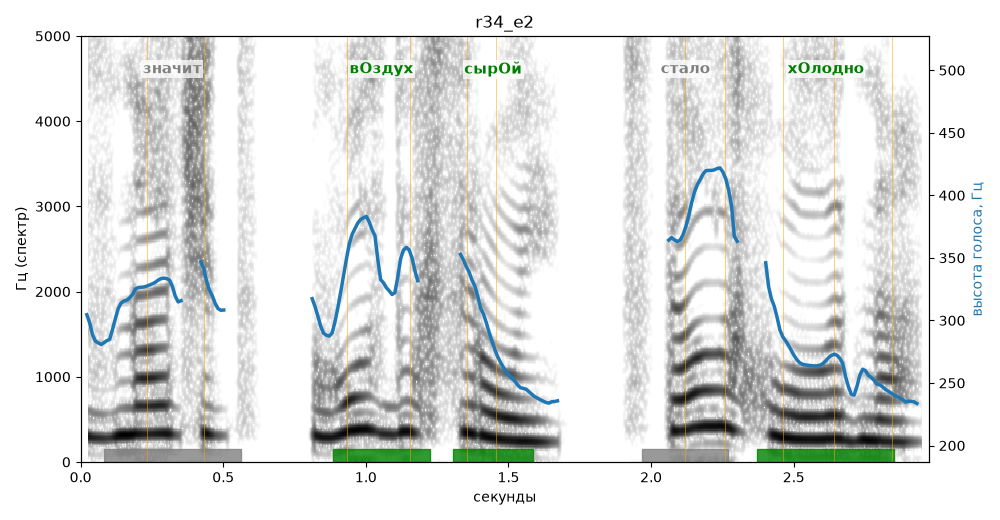 r34_e2
значит вОздух сырОй стало хОлодно
5000
4000
3000
2000
1000
0
Гц (спектр)
500
450
400
350
300
250
200
высота голоса, Гц
0.0 0.5 1.0 1.5 2.0 2.5
секунды